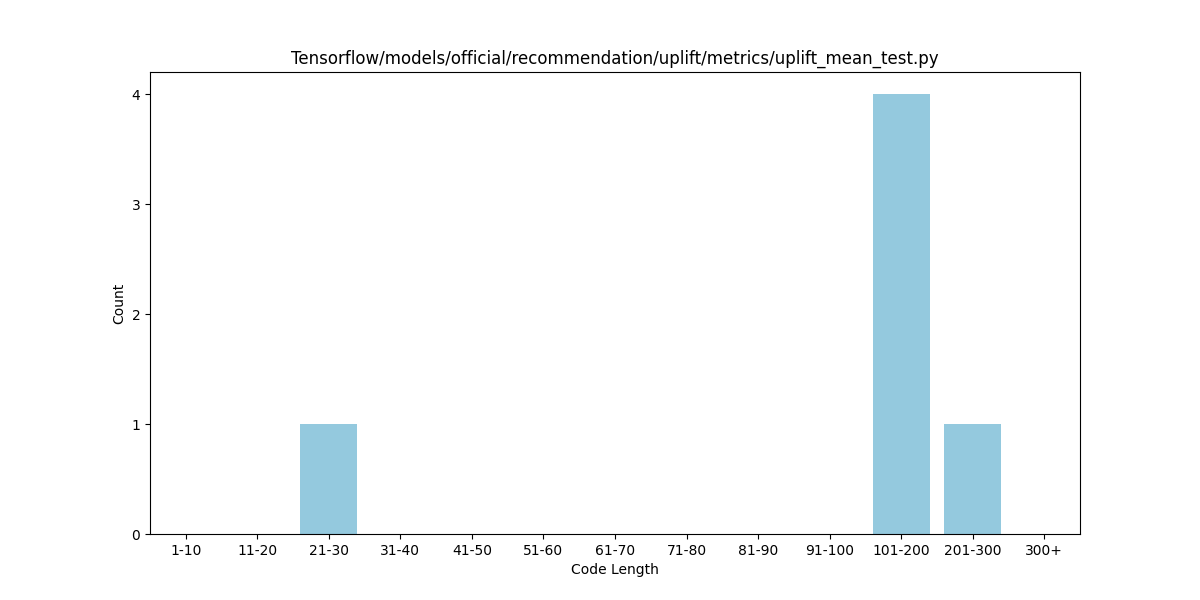 Tensorflow/models/official/recommendation/uplift/metrics/uplift_mean_test.py
4
3
2
1
0
Count
1-10 11-20 21-30 31-40 41-50 51-60 61-70 71-80 81-90 91-100 101-200 201-300 300+
Code Length